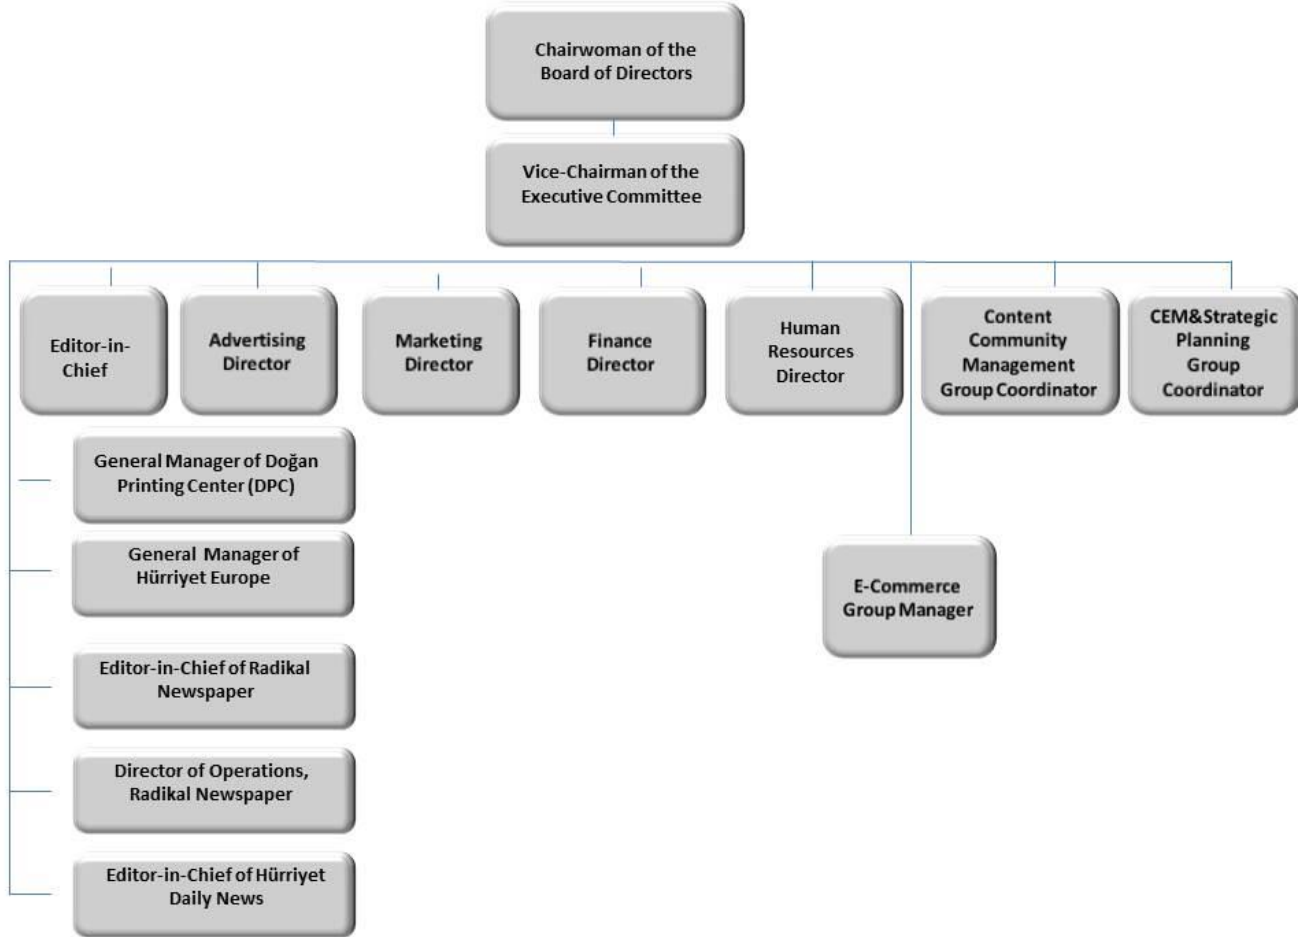 Chairwoman of the
Board of Directors
Vice-Chairman of the
Executive Committee
Editor-in-
Chief
Advertising
Director
Marketing
Director
Finance
Director
Human
Resources
Director
Content
Community
Management
Group Coordinator
CEM&Strategic
Planning
Group
Coordinator
General Manager of Doğan
Printing Center (DPC)
General Manager of
Hürriyet Europe
E-Commerce
Group Manager
Editor-in-Chief of Radikal
Newspaper
Director of Operations,
Radikal Newspaper
Editor-in-Chief of Hürriyet
Daily News